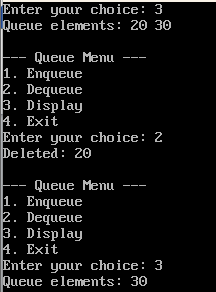 Enter your choice: 3
Queue elements: 20 30
--- Queue Menu ---
1. Enqueue
2. Dequeue
3. Display
4. Exit
Enter your choice: 2
Deleted: 20
--- Queue Menu ---
1. Enqueue
2. Dequeue
3. Display
4. Exit
Enter your choice: 3
Queue elements: 30